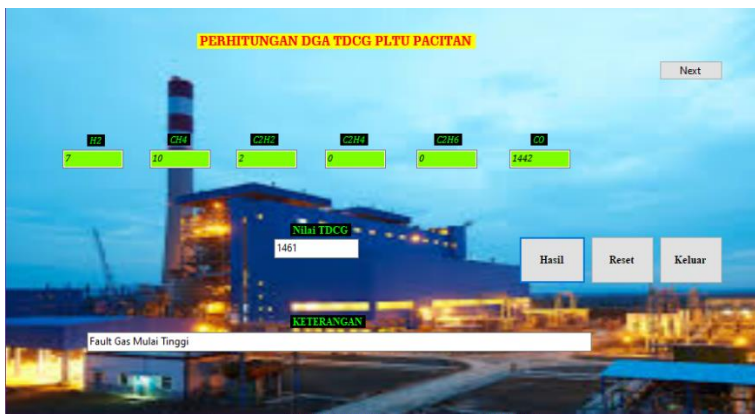 PERHITUNGAN DGA TDCG PLTU PACITAN
Next
H2 CH4 C2H2 C2H4 C2H6 CO
7 10 2 0 0 1442
Nilai TDCG
1461
Hasil Reset Keluar
KETERANGAN
Fault Gas Mulai Tinggi